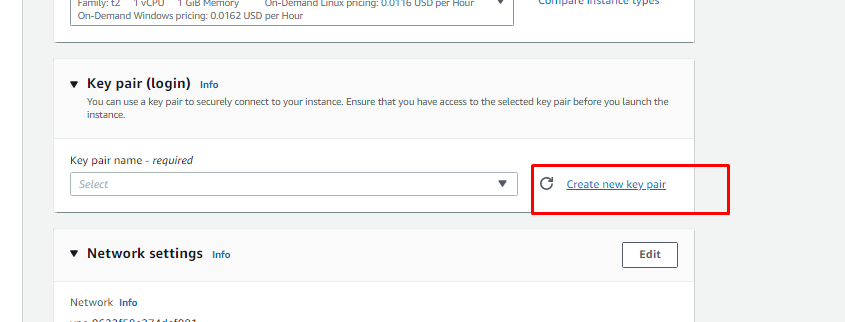 Family: t2 1 vCPU 1 GiB Memory On-Demand Linux pricing: 0.0116 USD per Hour
On-Demand Windows pricing: 0.0162 USD per Hour
Compare instance types
Key pair (login) Info
You can use a key pair to securely connect to your instance. Ensure that you have access to the selected key pair before you launch the
instance.
Key pair name - required
Select
Create new key pair
Network settings Info
Edit
Network Info